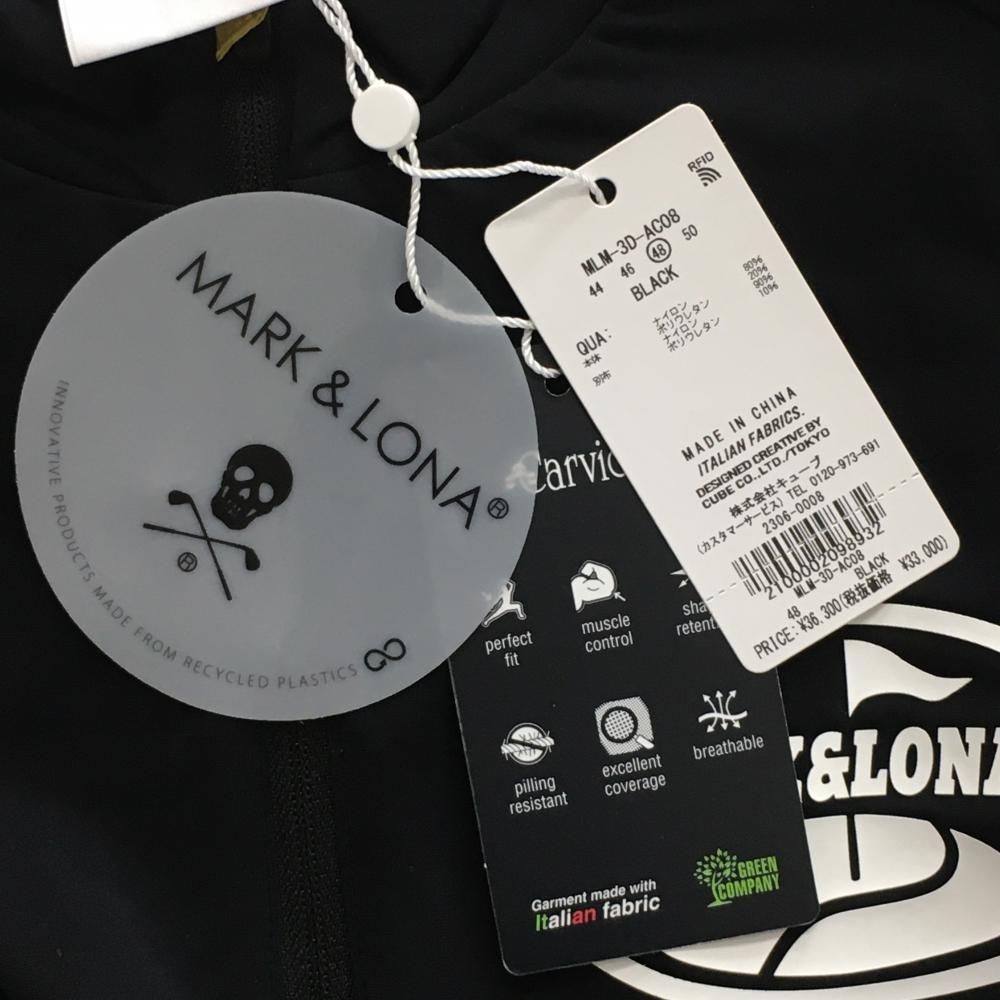 MARK & LONA®
®
INNOVATIVE PRODUCTS MADE FROM RECYCLED PLASTICS
RFID
MLM-3D-AC08
44 46 48 50
BLACK
QUA:
本体 ナイロン 80%
ポリウレタン 20%
別布 ナイロン 90%
ポリウレタン 10%
MADE IN CHINA
ITALIAN FABRICS.
DESIGNED CREATIVE BY
CUBE CO.,LTD./TOKYO
株式会社キューブ
(カスタマーサービス) TEL 0120-973-691
2306-0008
2100002098932
MLM-3D-AC08
48 BLACK
PRICE:¥36,300(税抜価格 ¥33,000)
Carvic
perfect
fit
muscle
control
sha
retent
pilling
resistant
excellent
coverage
breathable
Garment made with
Italian fabric
GREEN
COMPANY
&LON